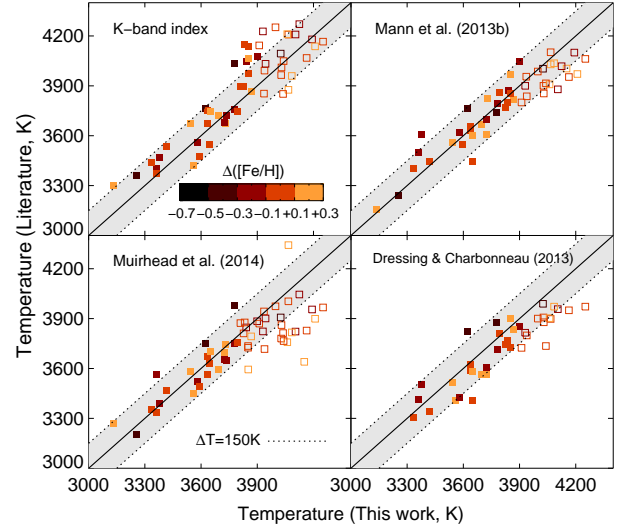 K−band index
Mann et al. (2013b)
4200
3900
3600
3300
3000
Δ([Fe/H])
−0.7 −0.5 −0.3 −0.1 +0.1 +0.3
Temperature (Literature, K)
Muirhead et al. (2014)
Dressing & Charbonneau (2013)
4200
3900
3600
3300
3000
ΔT=150K
3000 3300 3600 3900 3000 3300 3600 3900 4200
Temperature (This work, K)